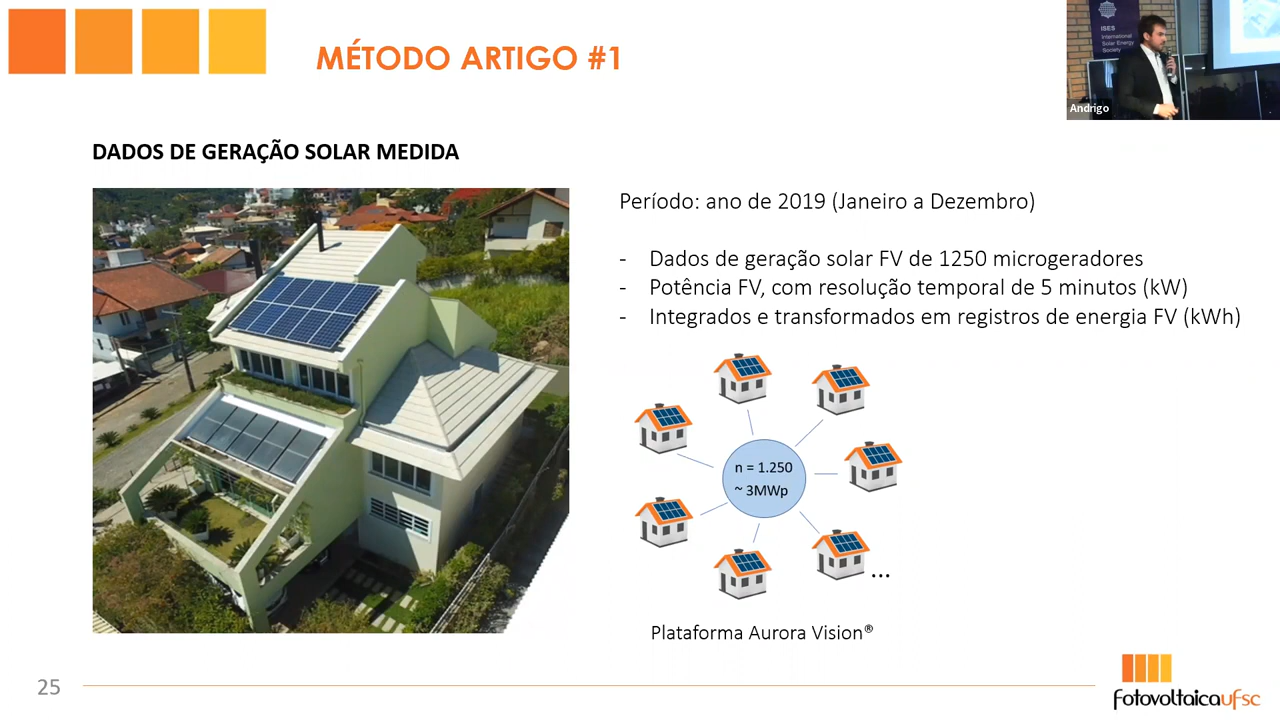 MÉTODO ARTIGO #1
ISES
International
Solar Energy
Society
Andrigo
DADOS DE GERAÇÃO SOLAR MEDIDA
Período: ano de 2019 (Janeiro a Dezembro)
- Dados de geração solar FV de 1250 microgeradores
- Potência FV, com resolução temporal de 5 minutos (kW)
- Integrados e transformados em registros de energia FV (kWh)
n = 1.250
~ 3MWp
...
Plataforma Aurora Vision®
25
fotovoltaicaufsc